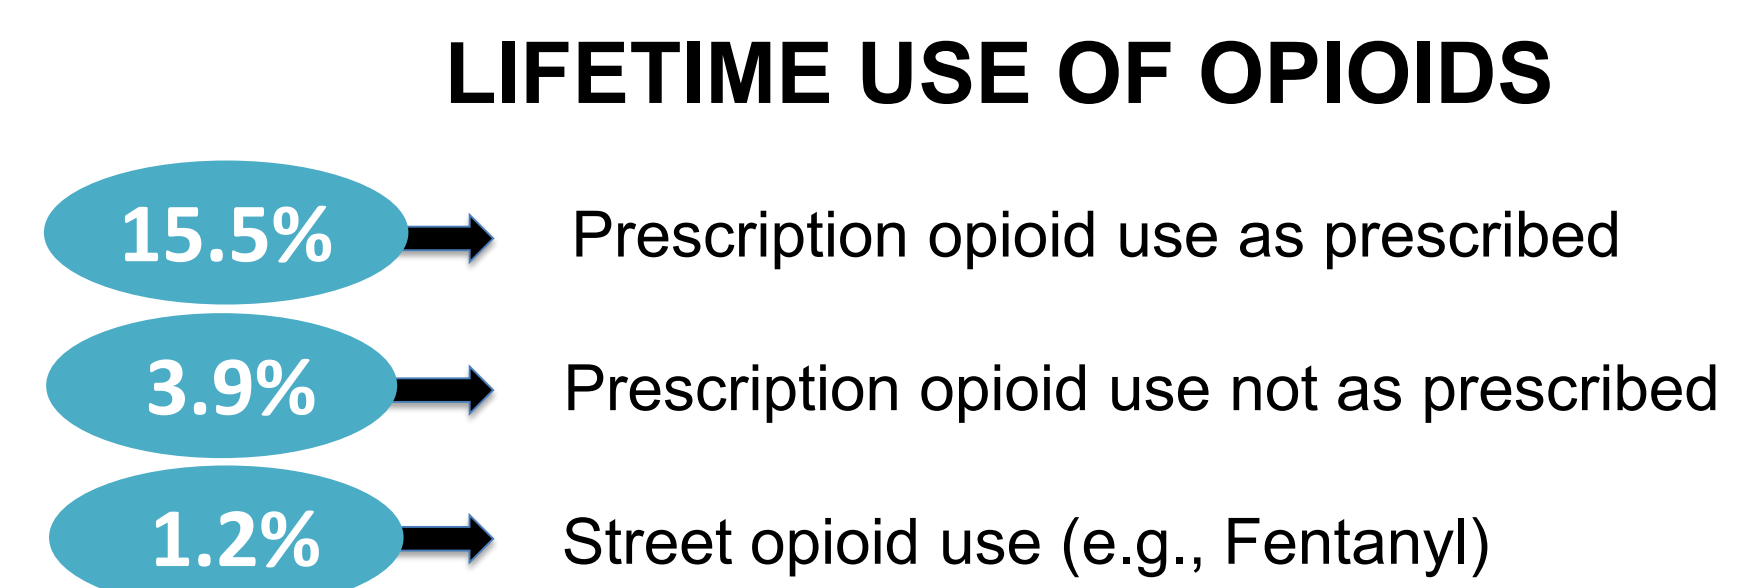 LIFETIME USE OF OPIOIDS
15.5% Prescription opioid use as prescribed
3.9% Prescription opioid use not as prescribed
1.2% Street opioid use (e.g., Fentanyl)